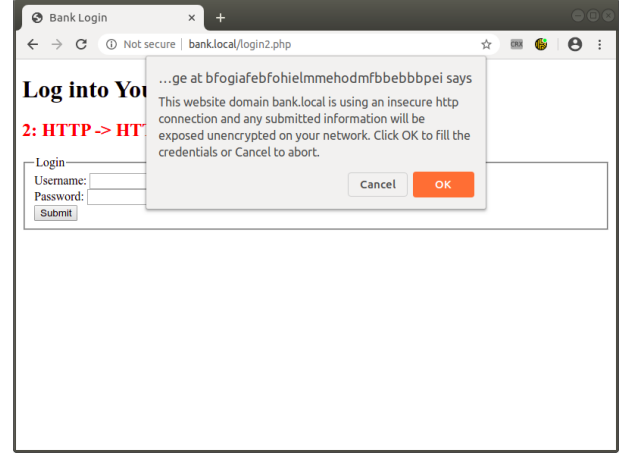 Bank Login
Not secure | bank.local/login2.php
CRX
Log into You
2: HTTP -> HT
…ge at bfogiafebfohielmmehodmfbbebbbpei says
This website domain bank.local is using an insecure http
connection and any submitted information will be
exposed unencrypted on your network. Click OK to fill the
credentials or Cancel to abort.
Cancel
OK
Login
Username:
Password:
Submit